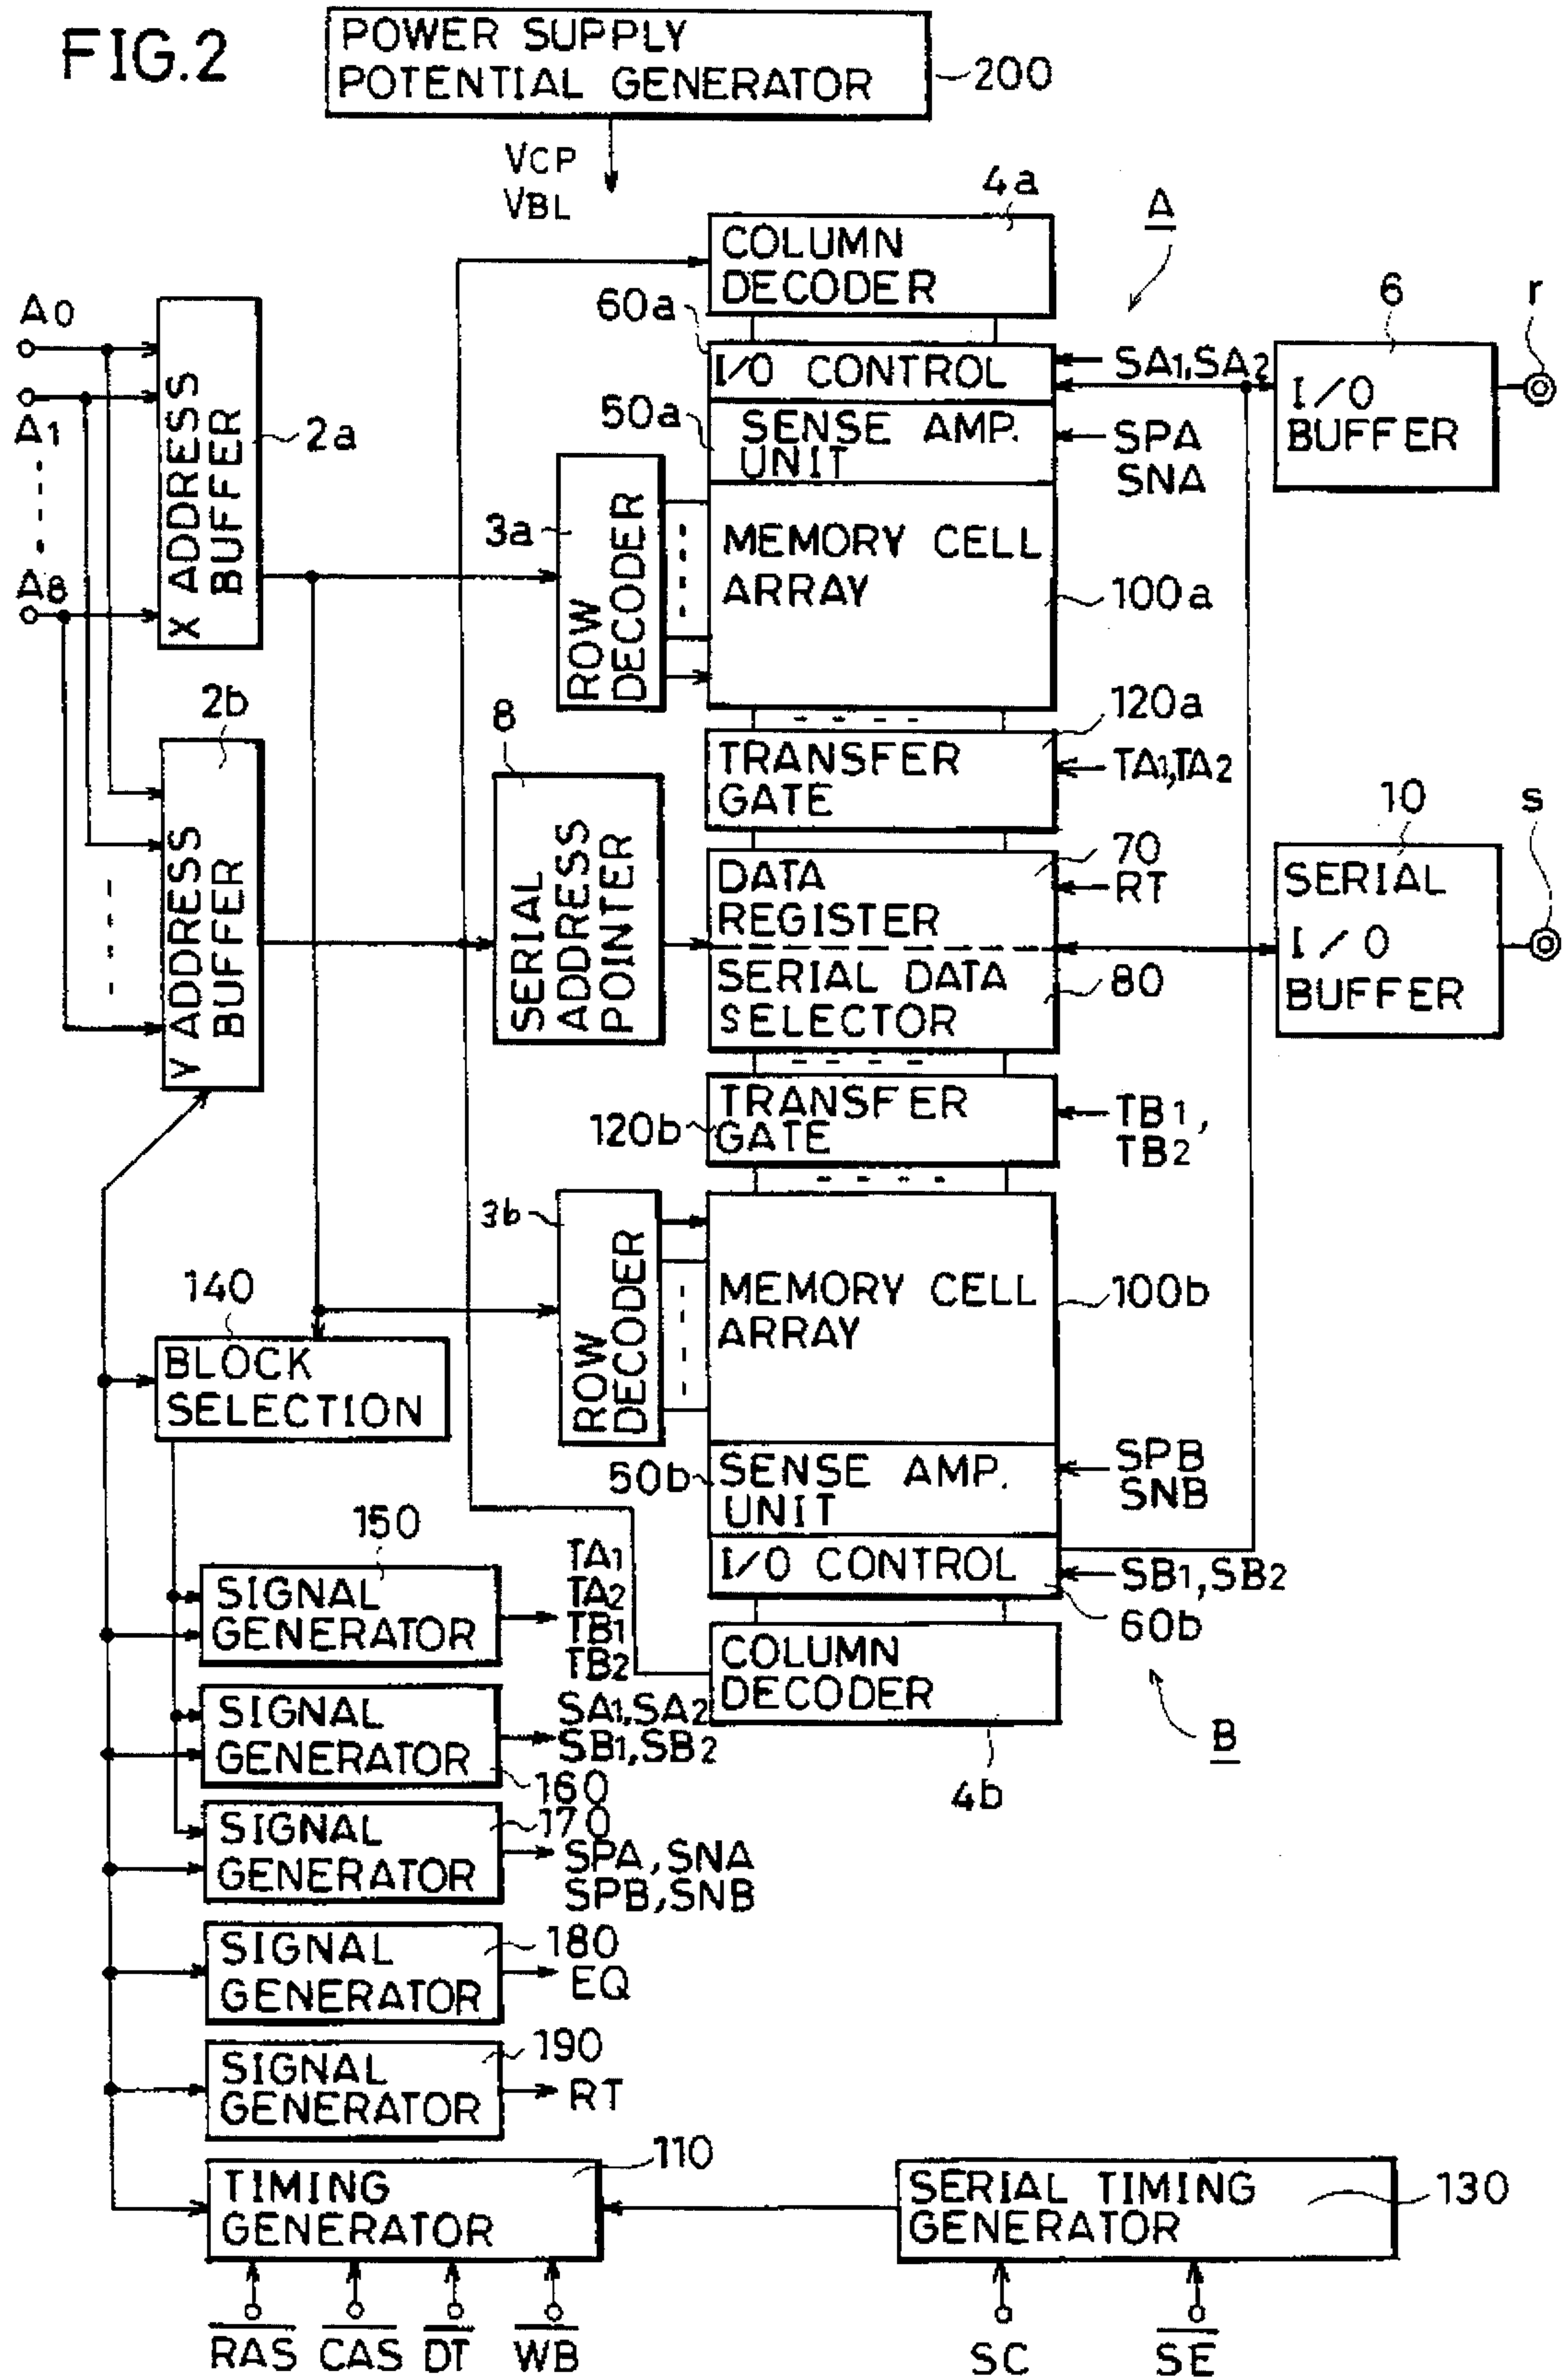 FIG.2
POWER SUPPLY
POTENTIAL GENERATOR
200
VCP
VBL
4a
A
COLUMN
DECODER
60a
6
r
A0
I/O CONTROL
SA1,SA2
I/O
BUFFER
A1
X ADDRESS
BUFFER
2a
50a
SENSE AMP.
UNIT
SPA
SNA
3a
ROW
DECODER
MEMORY CELL
ARRAY
100a
A8
2b
8
120a
TRANSFER
GATE
TA1,TA2
10
s
Y ADDRESS
BUFFER
SERIAL
ADDRESS
POINTER
DATA
REGISTER
70
RT
SERIAL
I/O
BUFFER
SERIAL DATA
SELECTOR
80
TRANSFER
GATE
120b
TB1,
TB2
3b
ROW
DECODER
MEMORY CELL
ARRAY
100b
140
BLOCK
SELECTION
50b
SENSE AMP.
UNIT
SPB
SNB
150
SIGNAL
GENERATOR
TA1
TA2
TB1
TB2
I/O CONTROL
SB1,SB2
60b
COLUMN
DECODER
4b
B
SIGNAL
GENERATOR
SA1,SA2
SB1,SB2
160
SIGNAL
GENERATOR
170
SPA,SNA
SPB,SNB
SIGNAL
GENERATOR
180
EQ
SIGNAL
GENERATOR
190
RT
TIMING
GENERATOR
110
SERIAL TIMING
GENERATOR
130
RAS CAS DT WB
SC SE